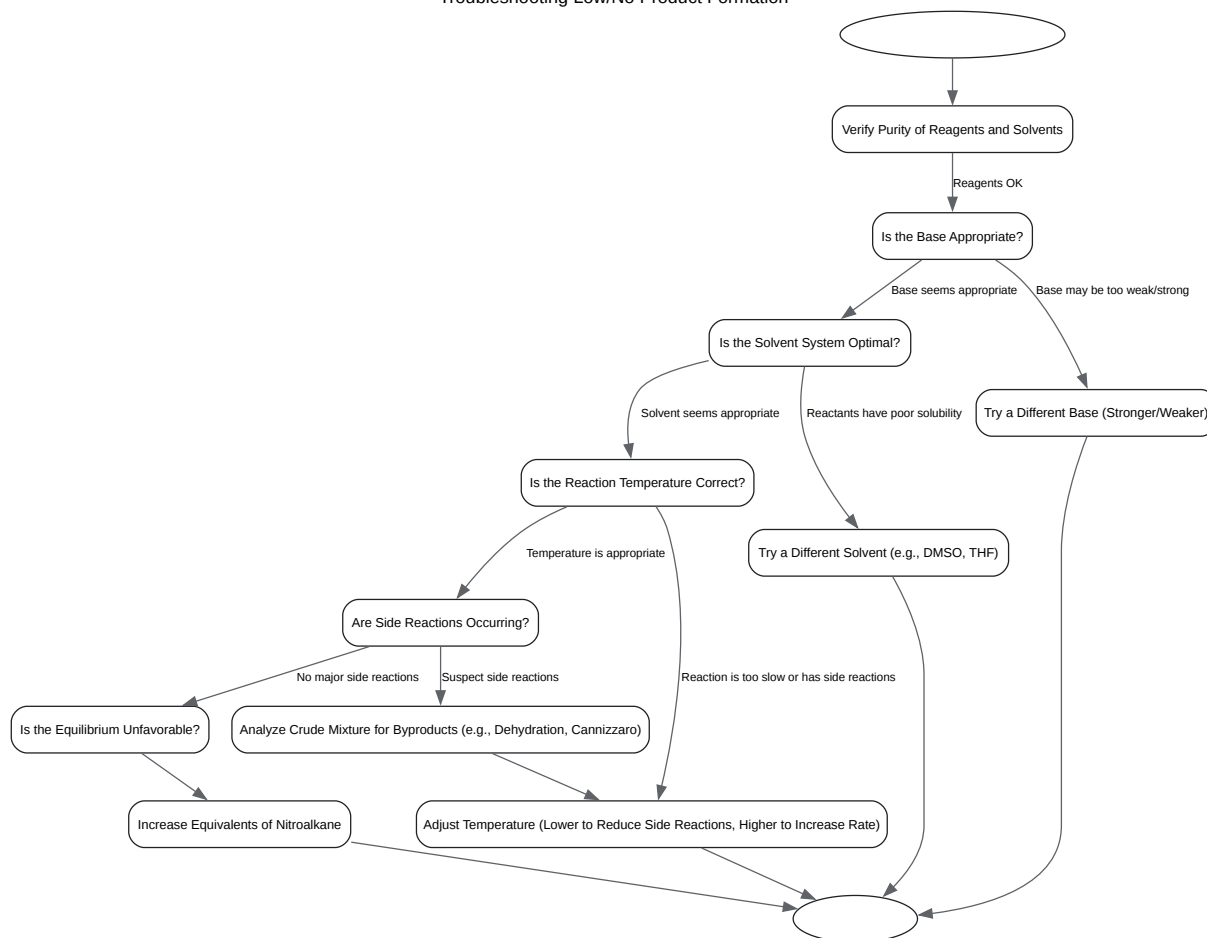 Troubleshooting Low/No Product Formation
Verify Purity of Reagents and Solvents
Reagents OK
Is the Base Appropriate?
Base seems appropriate
Base may be too weak/strong
Is the Solvent System Optimal?
Solvent seems appropriate
Reactants have poor solubility
Try a Different Base (Stronger/Weaker)
Is the Reaction Temperature Correct?
Temperature is appropriate
Try a Different Solvent (e.g., DMSO, THF)
Are Side Reactions Occurring?
No major side reactions
Suspect side reactions
Reaction is too slow or has side reactions
Is the Equilibrium Unfavorable?
Analyze Crude Mixture for Byproducts (e.g., Dehydration, Cannizzaro)
Increase Equivalents of Nitroalkane
Adjust Temperature (Lower to Reduce Side Reactions, Higher to Increase Rate)